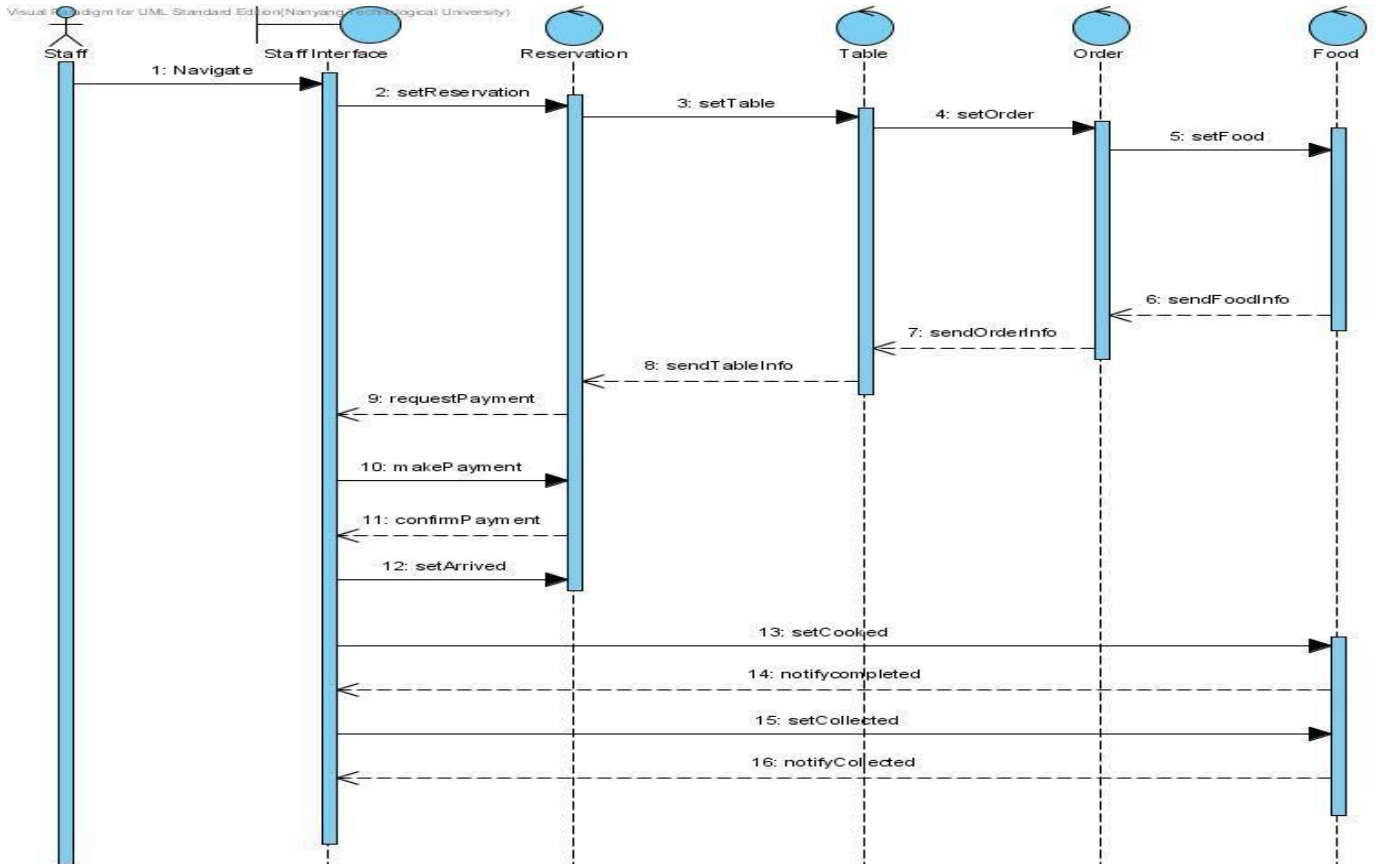 Visual Paradigm for UML Standard Edition(Nanyang Technological University)
Staff
StaffInterface
Reservation
Table
Order
Food
1: Navigate
2: setReservation
3: setTable
4: setOrder
5: setFood
6: sendFoodInfo
7: sendOrderInfo
8: sendTableInfo
9: requestPayment
10: makePayment
11: confirmPayment
12: setArrived
13: setCooked
14: notifycompleted
15: setCollected
16: notifyCollected